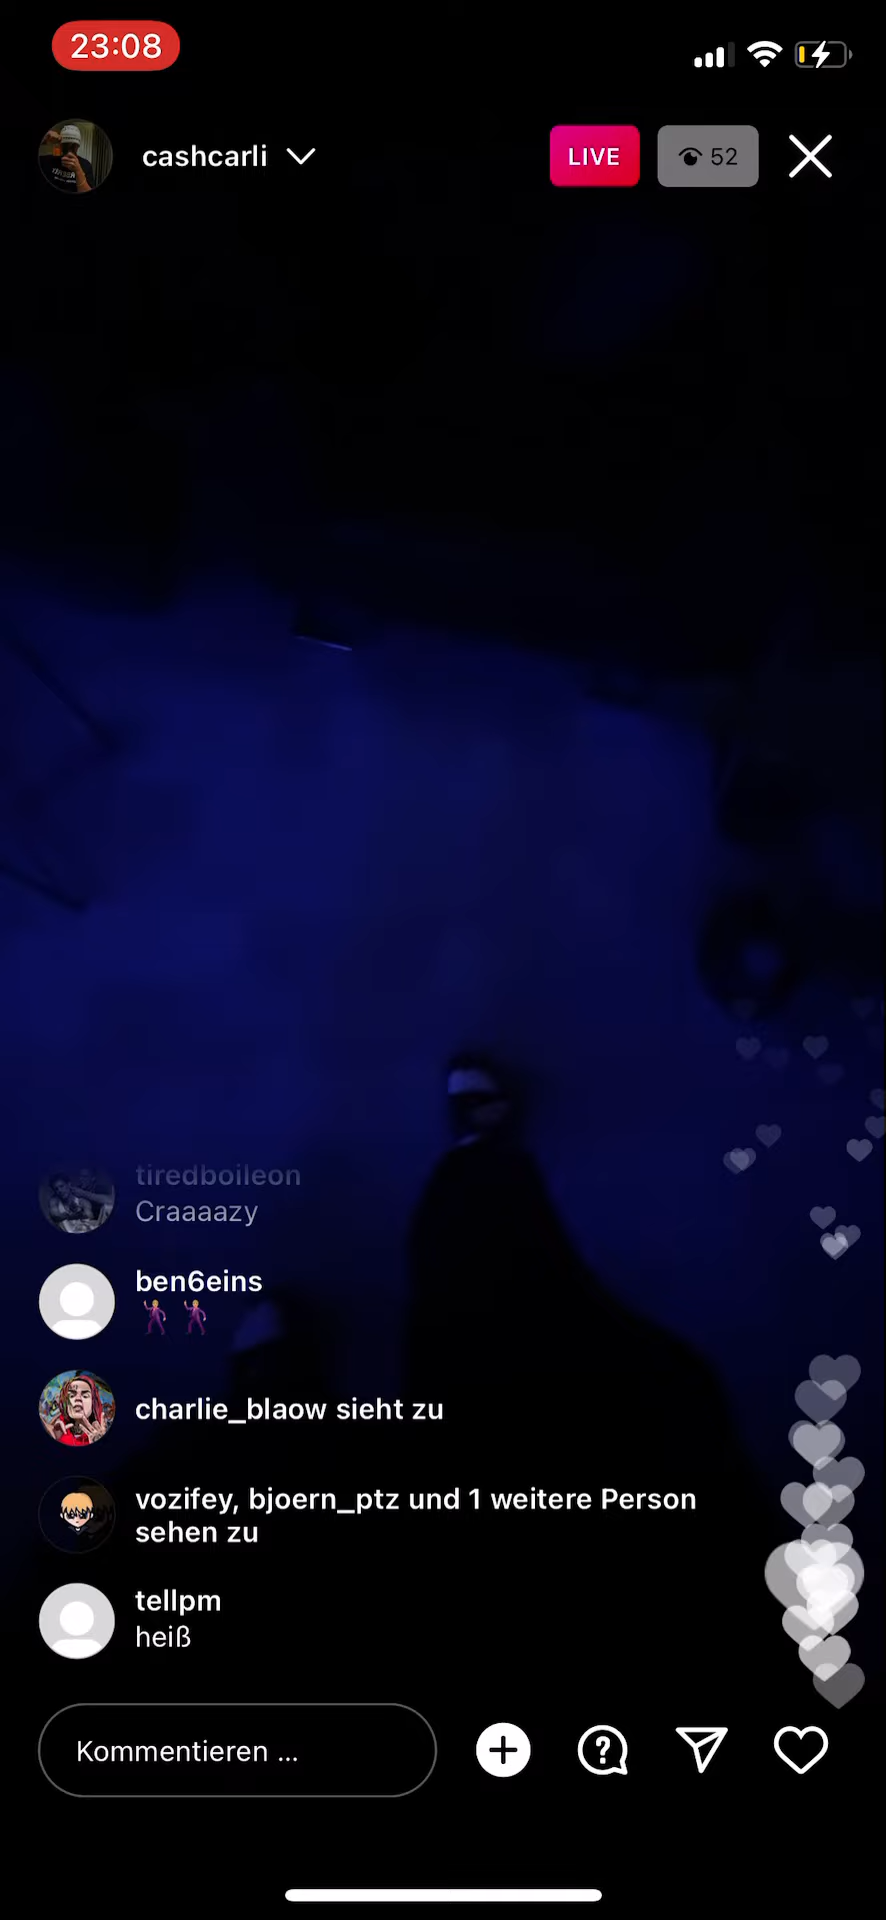 23:08
cashcarli
LIVE
52
tiredboileon
Craaaazy
ben6eins
🕺🕺
charlie_blaow sieht zu
vozifey, bjoern_ptz und 1 weitere Person
sehen zu
tellpm
heiß
Kommentieren ...